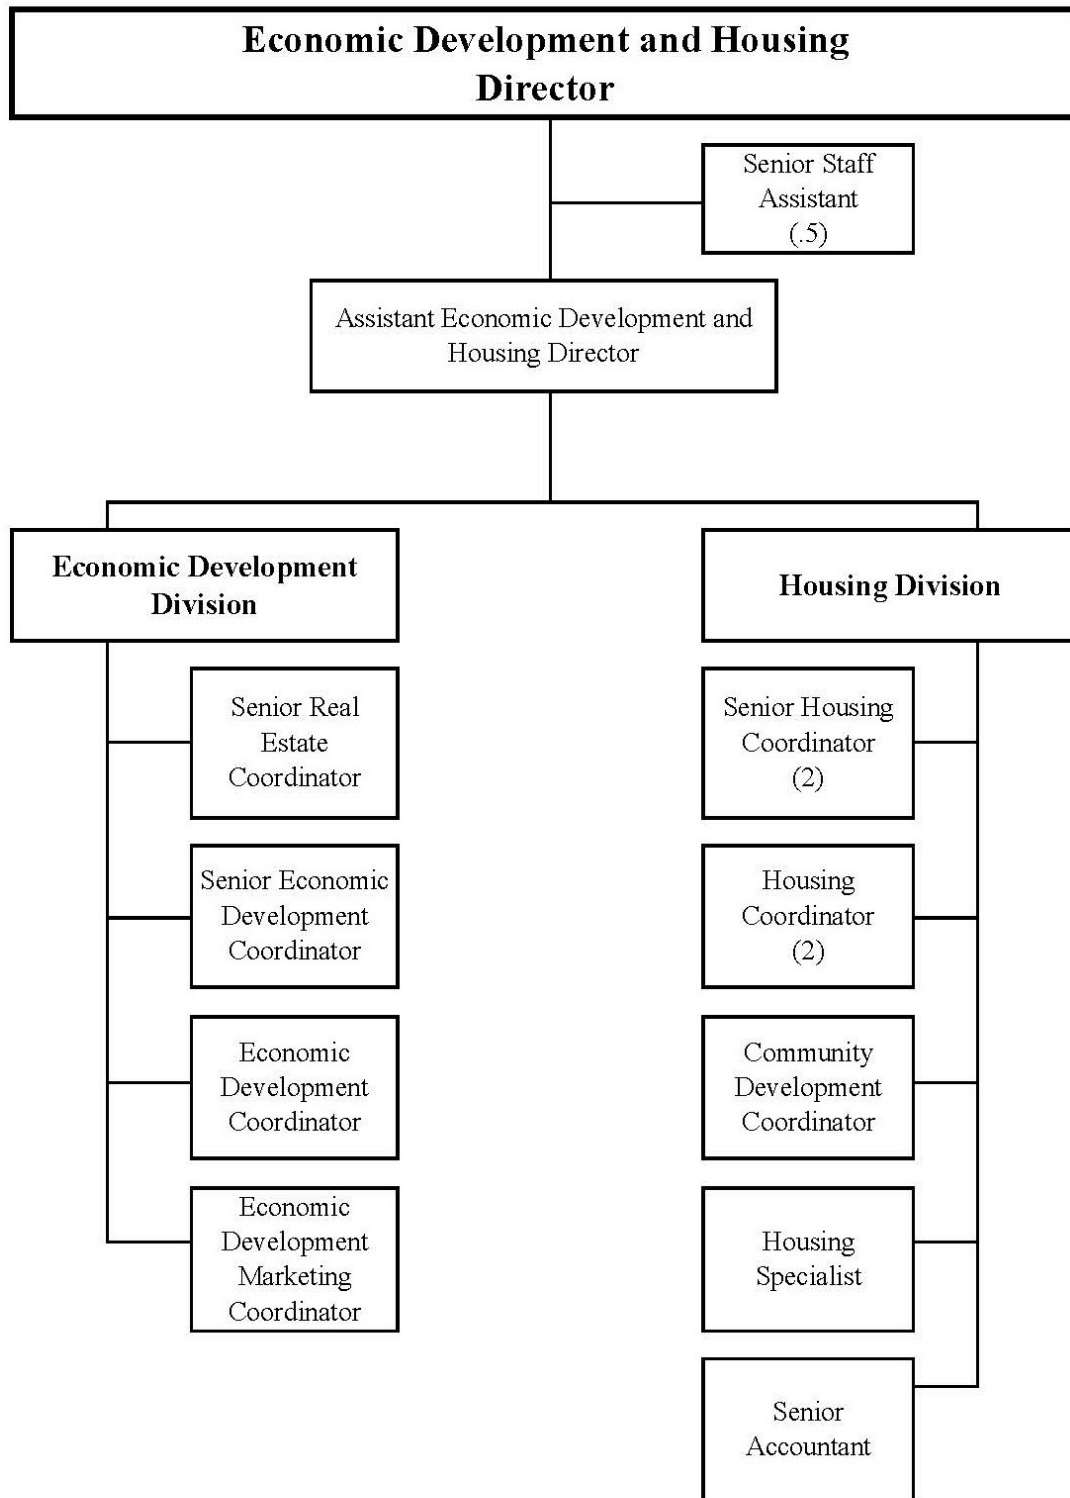 Economic Development and Housing
Director
Senior Staff
Assistant
(.5)
Assistant Economic Development and
Housing Director
Economic Development
Division
Housing Division
Senior Real
Estate
Coordinator
Senior Economic
Development
Coordinator
Economic
Development
Coordinator
Economic
Development
Marketing
Coordinator
Senior Housing
Coordinator
(2)
Housing
Coordinator
(2)
Community
Development
Coordinator
Housing
Specialist
Senior
Accountant